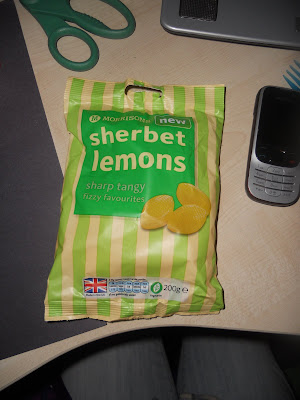 M MORRISONS new
sherbet
lemons
sharp tangy
fizzy favourites
200g e